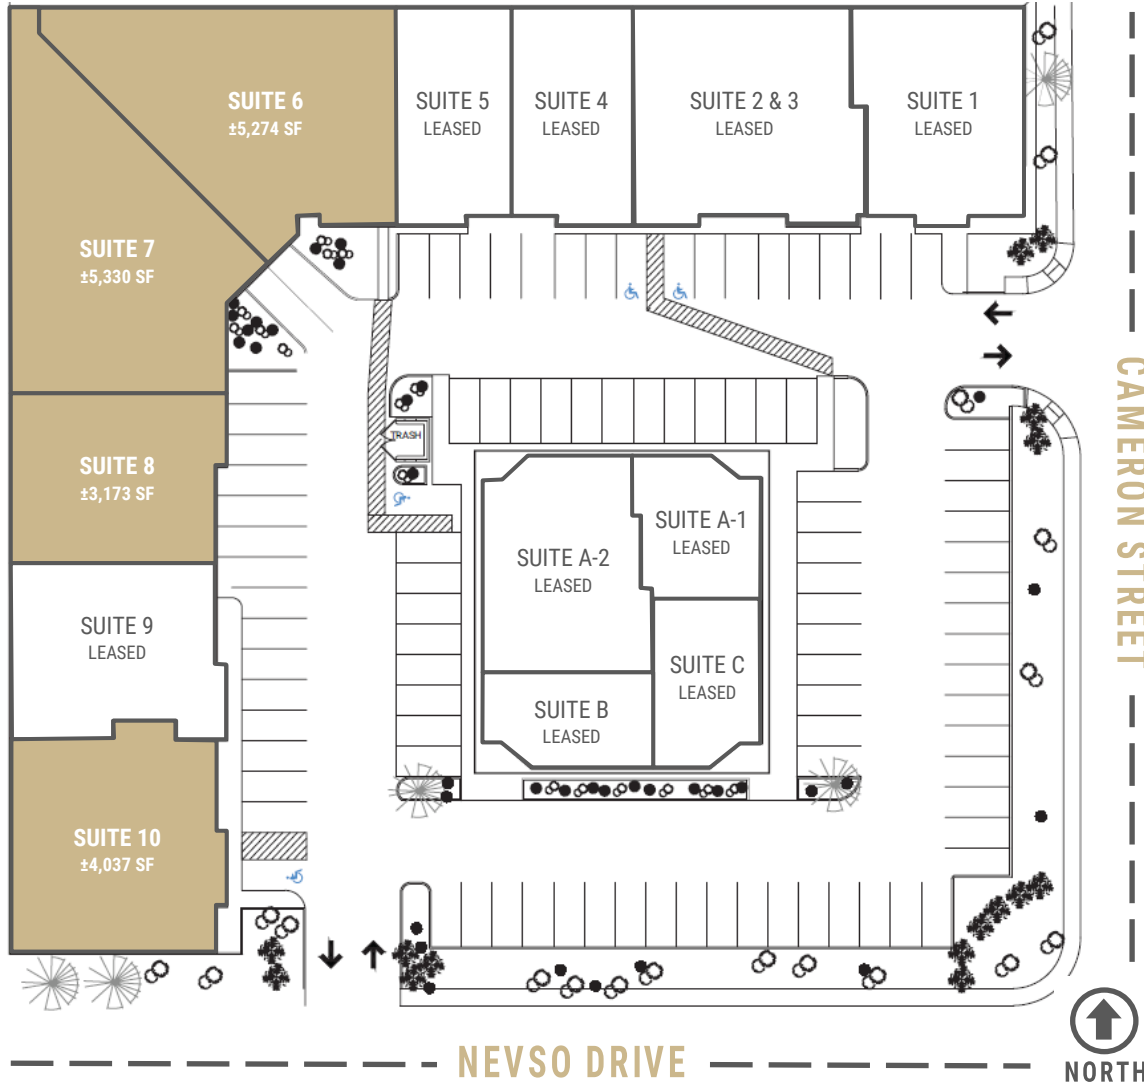 SUITE 6
±5,274 SF
SUITE 5
LEASED
SUITE 4
LEASED
SUITE 2 & 3
LEASED
SUITE 1
LEASED
SUITE 7
±5,330 SF
SUITE 8
±3,173 SF
TRASH
SUITE A-1
LEASED
SUITE A-2
LEASED
SUITE 9
LEASED
SUITE C
LEASED
SUITE B
LEASED
SUITE 10
±4,037 SF
CAMERON STREET
NEVSO DRIVE
NORTH